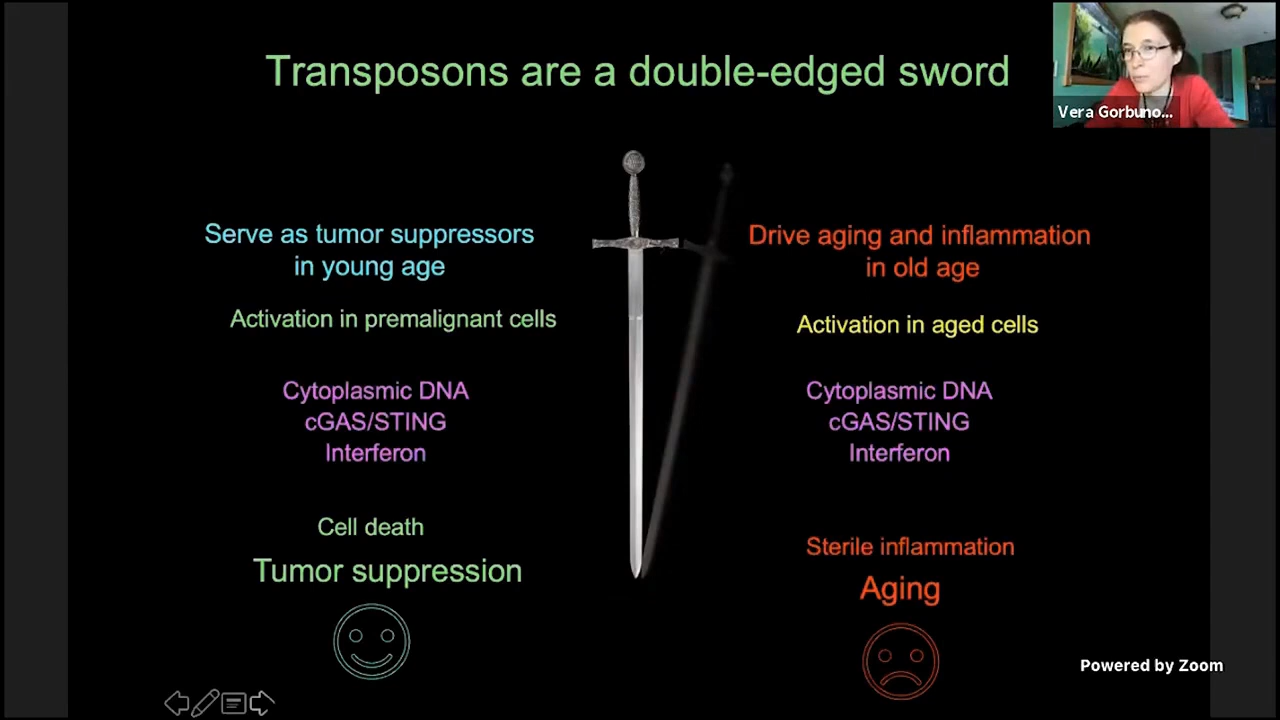 Transposons are a double-edged sword
Vera Gorbuno...
Serve as tumor suppressors
in young age
Activation in premalignant cells
Cytoplasmic DNA
cGAS/STING
Interferon
Cell death
Tumor suppression
Drive aging and inflammation
in old age
Activation in aged cells
Cytoplasmic DNA
cGAS/STING
Interferon
Sterile inflammation
Aging
Powered by Zoom